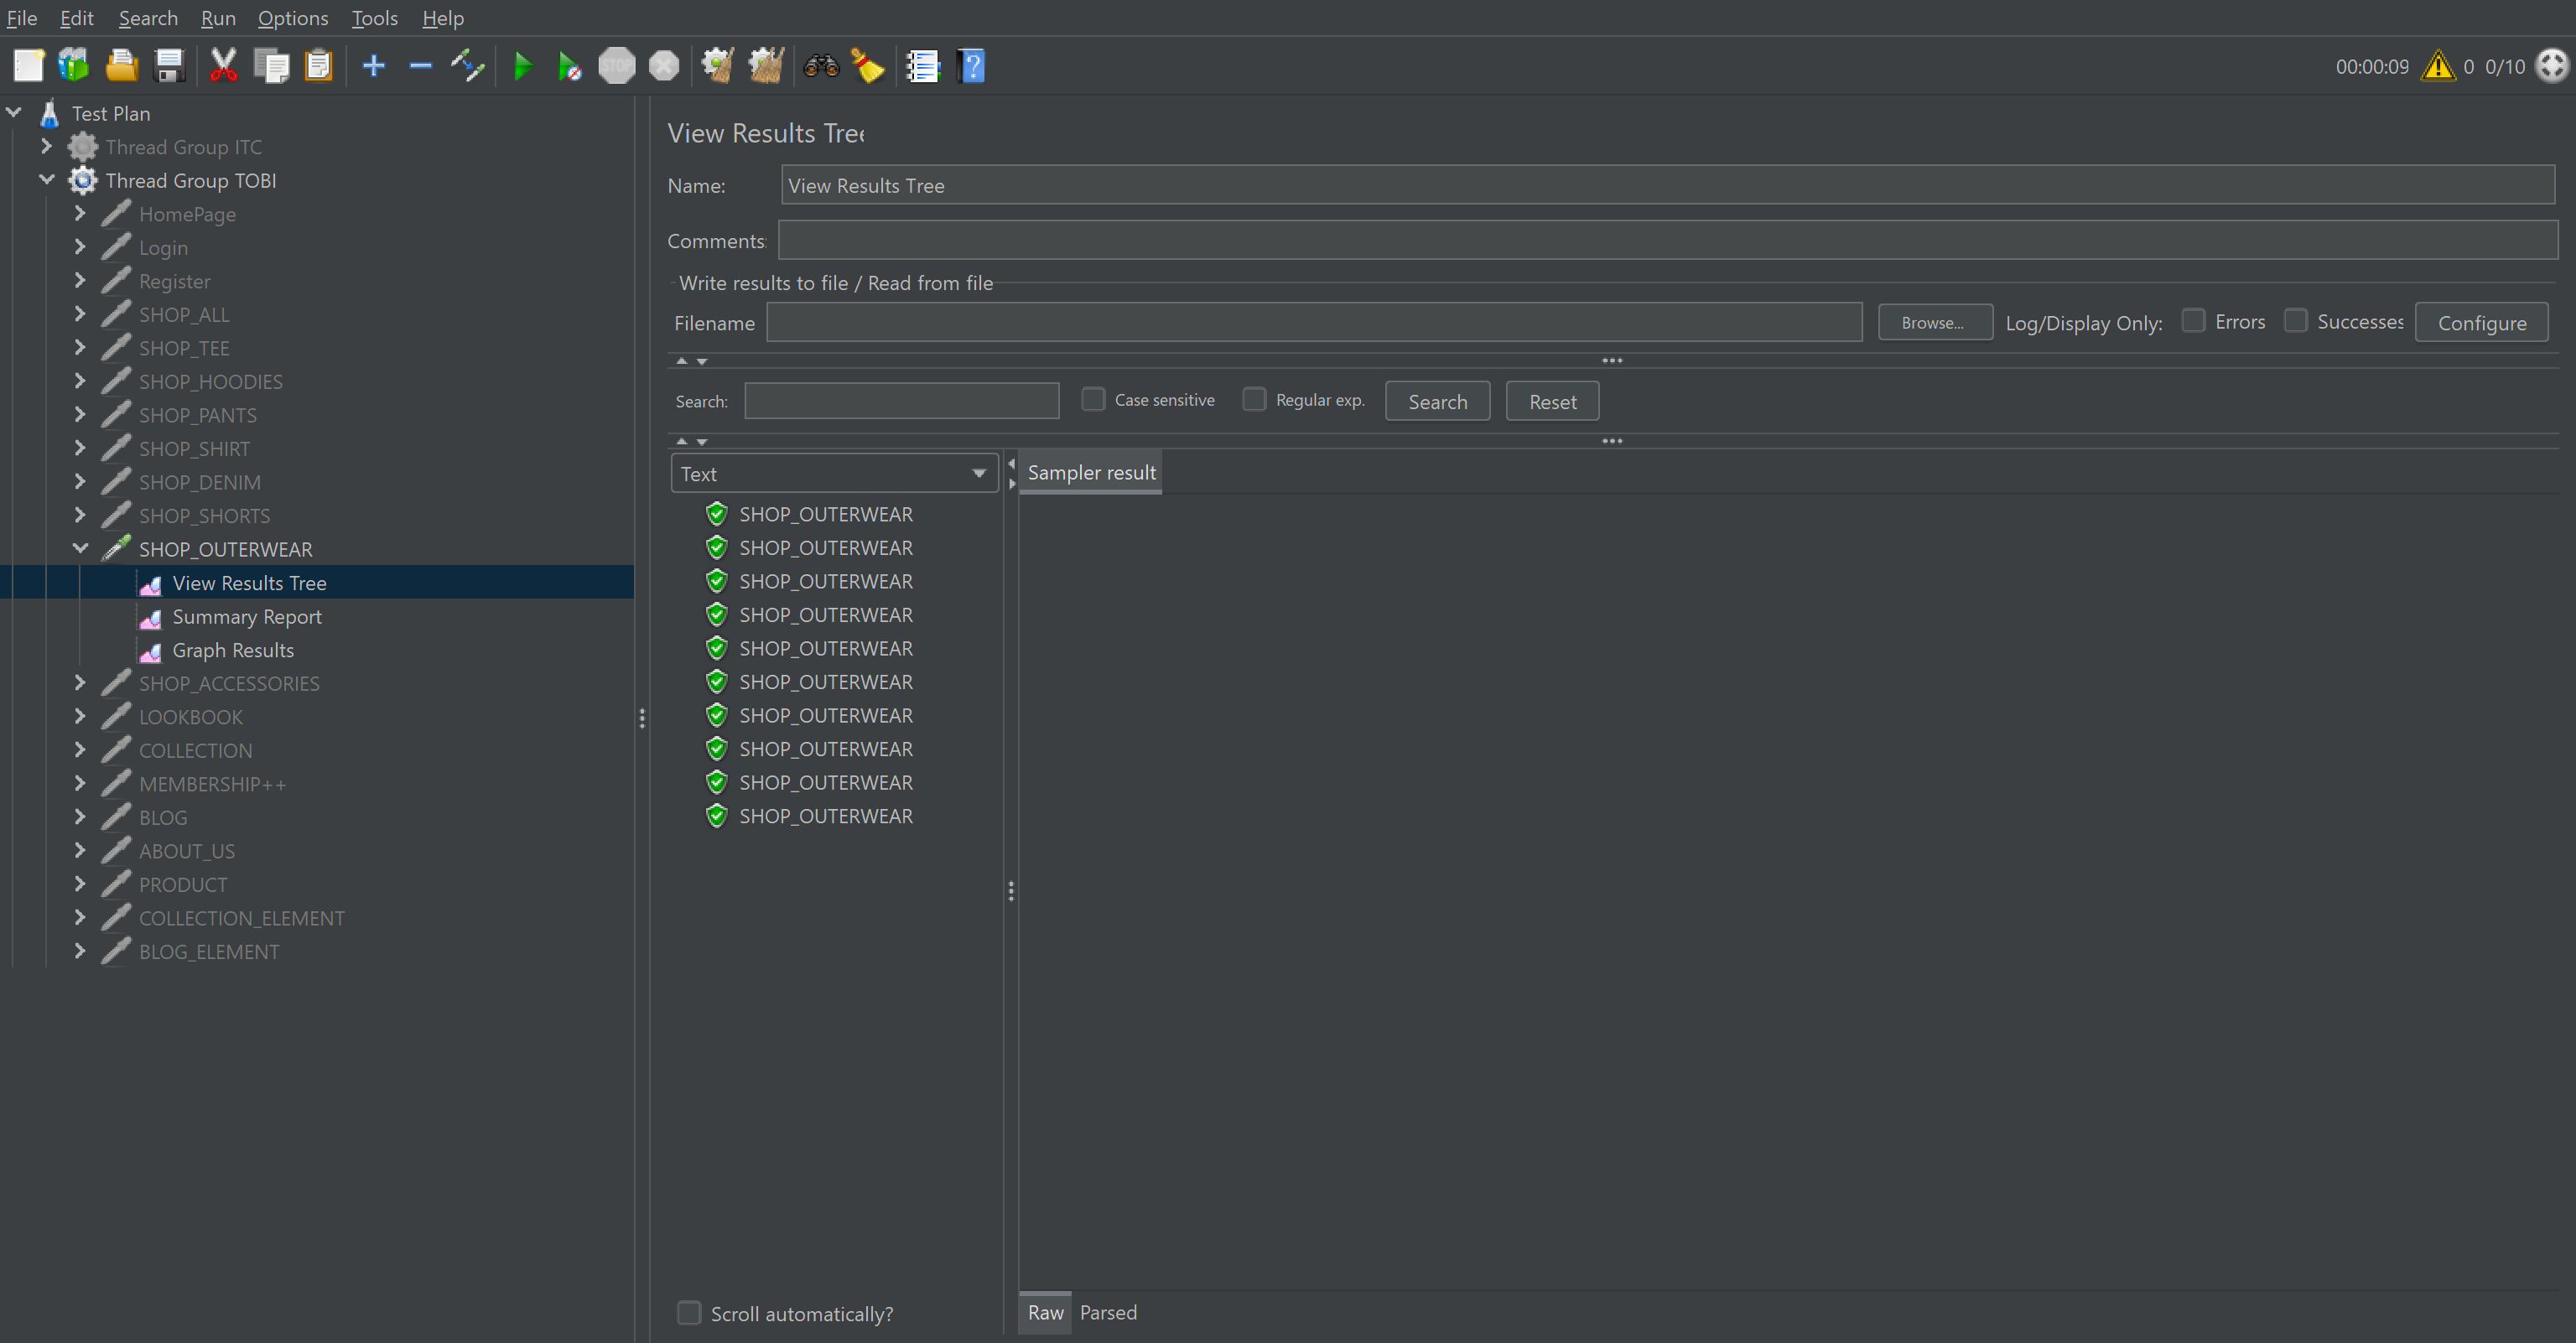 File Edit Search Run Options Tools Help
STOP 00:00:09 0 0/10
Test Plan
Thread Group ITC
Thread Group TOBI
HomePage
Login
Register
SHOP_ALL
SHOP_TEE
SHOP_HOODIES
SHOP_PANTS
SHOP_SHIRT
SHOP_DENIM
SHOP_SHORTS
SHOP_OUTERWEAR
View Results Tree
Summary Report
Graph Results
SHOP_ACCESSORIES
LOOKBOOK
COLLECTION
MEMBERSHIP++
BLOG
ABOUT_US
PRODUCT
COLLECTION_ELEMENT
BLOG_ELEMENT
View Results Tree
Name: View Results Tree
Comments:
Write results to file / Read from file
Filename Browse... Log/Display Only: Errors Successes Configure
Search: Case sensitive Regular exp. Search Reset
Text Sampler result
SHOP_OUTERWEAR
SHOP_OUTERWEAR
SHOP_OUTERWEAR
SHOP_OUTERWEAR
SHOP_OUTERWEAR
SHOP_OUTERWEAR
SHOP_OUTERWEAR
SHOP_OUTERWEAR
SHOP_OUTERWEAR
SHOP_OUTERWEAR
Scroll automatically? Raw Parsed